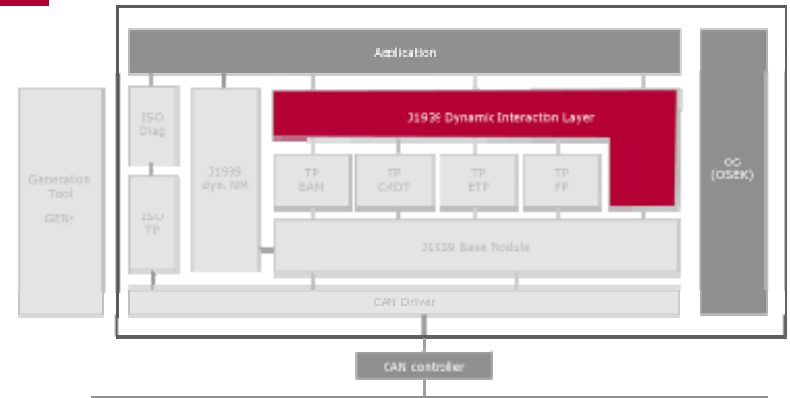 Application
ISO
Diag
J1939 Dynamic Interaction Layer
J1939
dyn. NM
TP
BAM
TP
CMDT
TP
ETP
TP
FP
OS
(OSEK)
Generation
Tool
GENy
ISO
TP
J1939 Base Module
CAN Driver
CAN controller